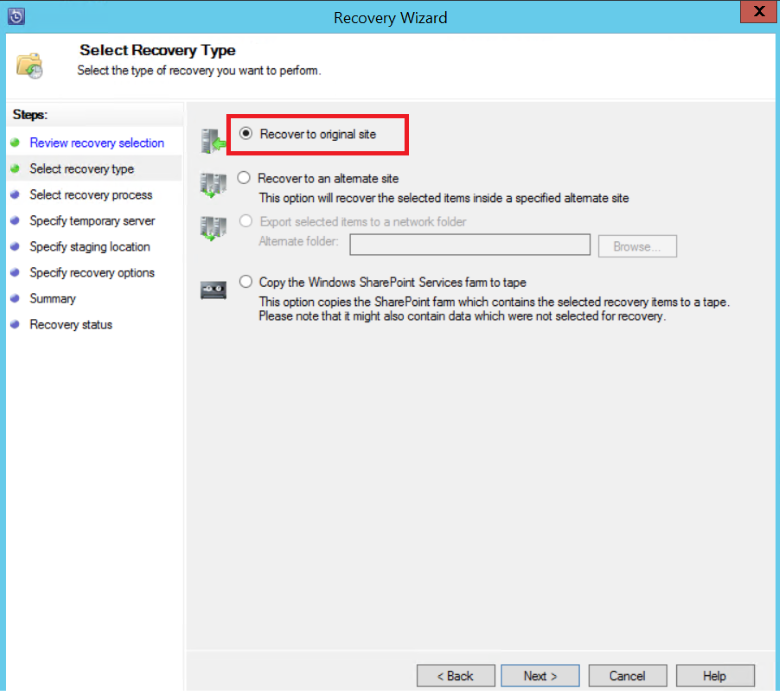 Recovery Wizard
X
Select Recovery Type
Select the type of recovery you want to perform.
Steps:
Review recovery selection
Select recovery type
Select recovery process
Specify temporary server
Specify staging location
Specify recovery options
Summary
Recovery status
Recover to original site
Recover to an alternate site
This option will recover the selected items inside a specified alternate site
Export selected items to a network folder
Alternate folder:
Browse...
Copy the Windows SharePoint Services farm to tape
This option copies the SharePoint farm which contains the selected recovery items to a tape.
Please note that it might also contain data which were not selected for recovery.
< Back
Next >
Cancel
Help